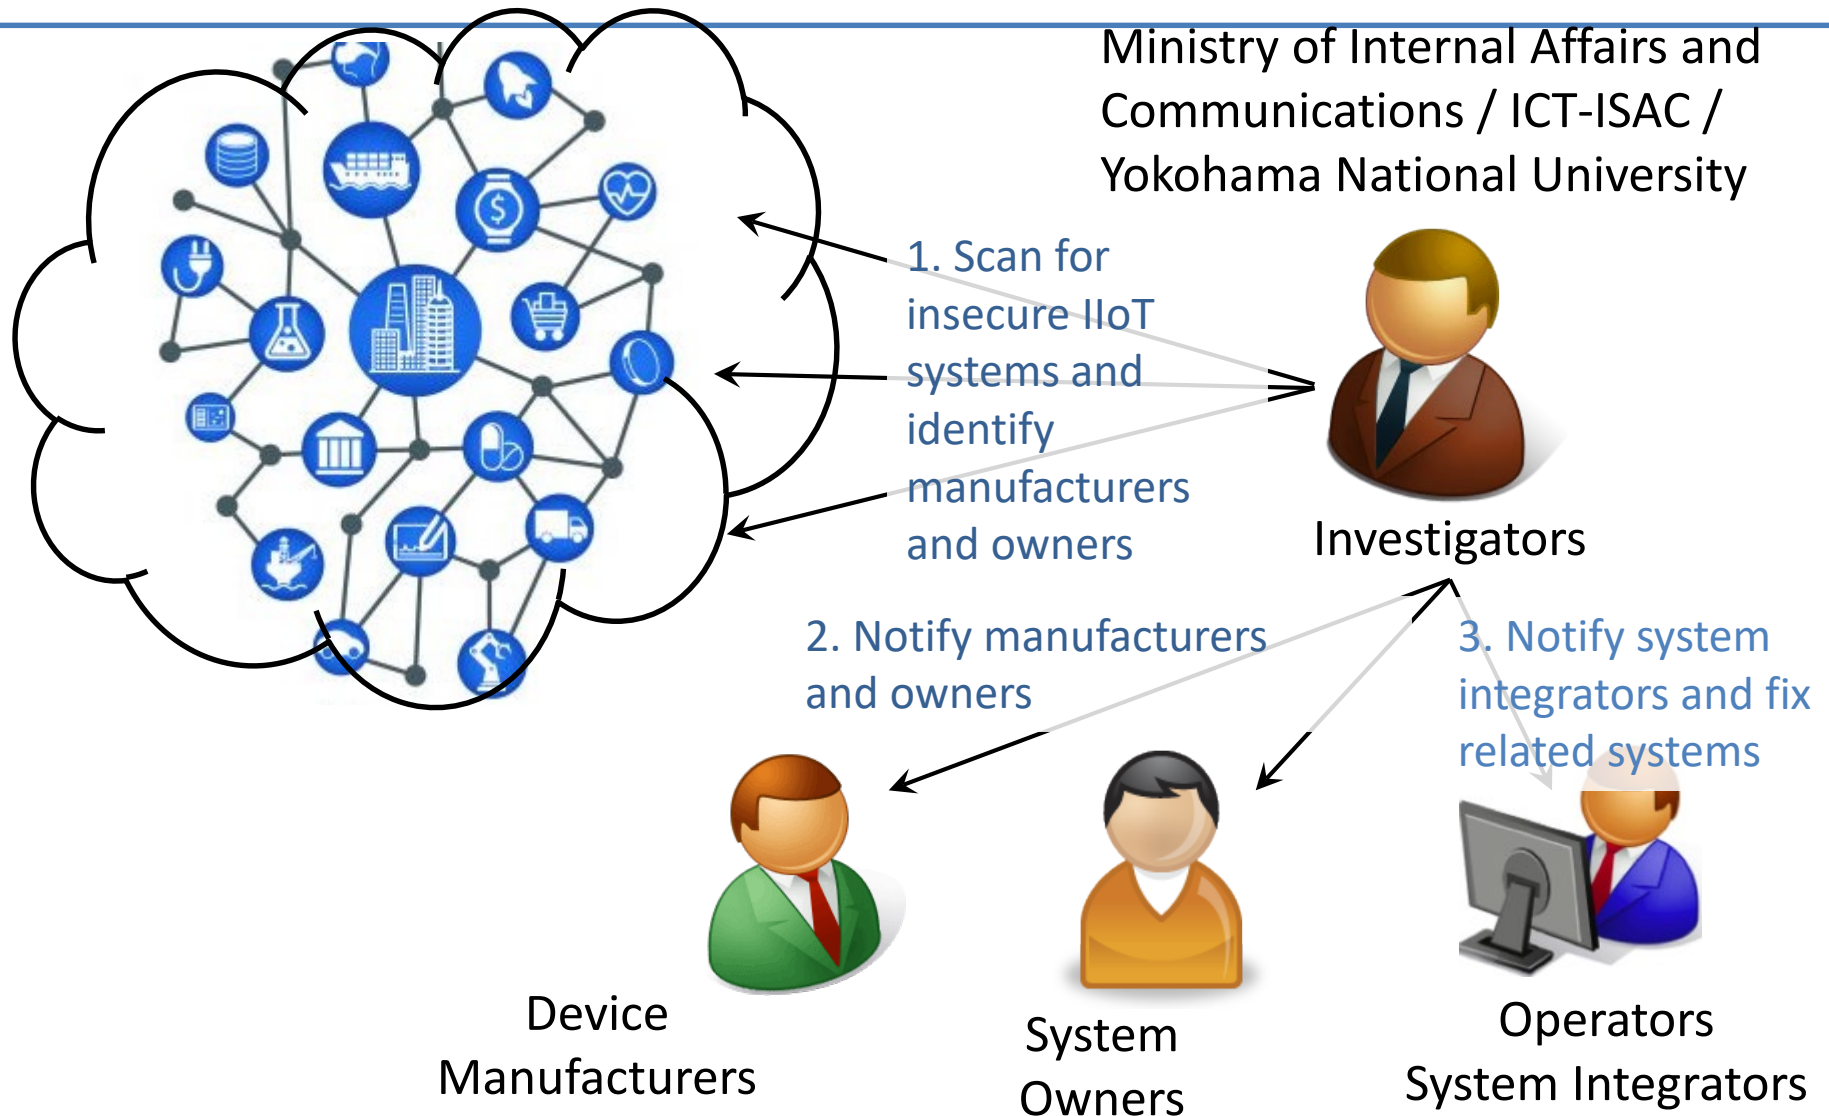 Ministry of Internal Affairs and
Communications / ICT-ISAC /
Yokohama National University
1. Scan for
insecure IIoT
systems and
identify
manufacturers
and owners
Investigators
2. Notify manufacturers
and owners
3. Notify system
integrators and fix
related systems
Device
Manufacturers
System
Owners
Operators
System Integrators
$